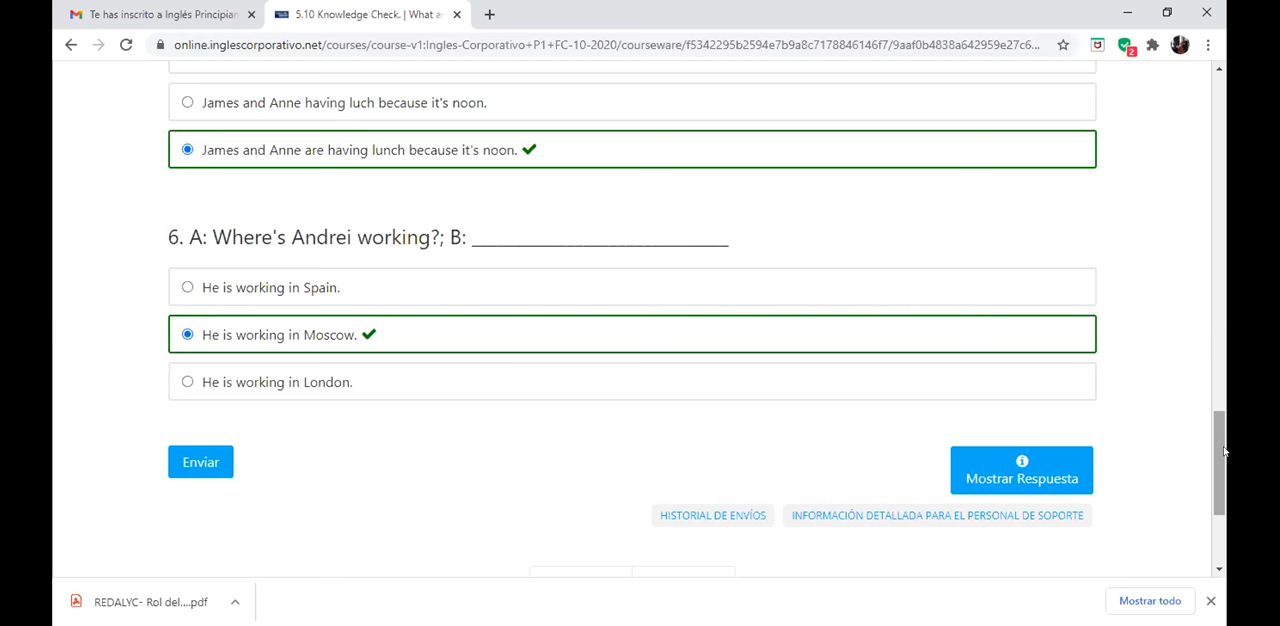 Te has inscrito a Inglés Principian
5.10 Knowledge Check. | What a
online.inglescorporativo.net/courses/course-v1:Ingles-Corporativo+P1+FC-10-2020/courseware/f5342295b2594e7b9a8c7178846146f7/9aaf0b4838a642959e27c6...
2
James and Anne having luch because it's noon.
James and Anne are having lunch because it's noon.
6. A: Where's Andrei working?; B: ____________________________
He is working in Spain.
He is working in Moscow.
He is working in London.
Enviar
Mostrar Respuesta
HISTORIAL DE ENVÍOS
INFORMACIÓN DETALLADA PARA EL PERSONAL DE SOPORTE
REDALYC- Rol del....pdf
Mostrar todo